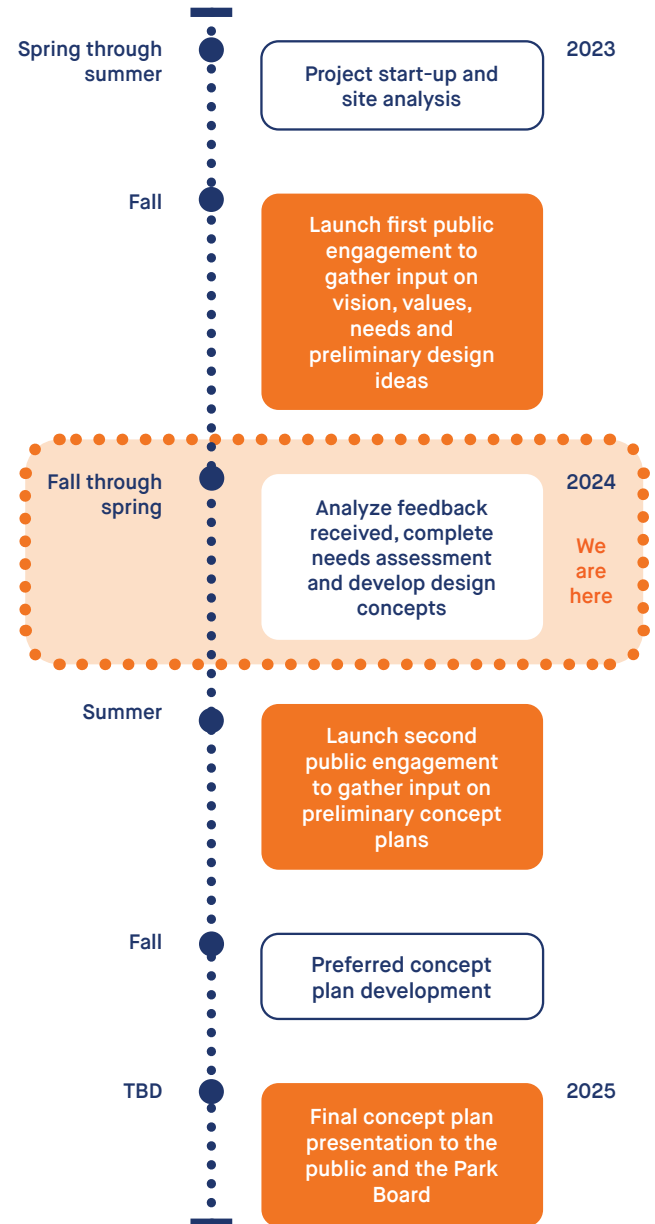 Spring through
summer
Project start-up and
site analysis
2023
Fall
Launch first public
engagement to
gather input on
vision, values,
needs and
preliminary design
ideas
Fall through
spring
Analyze feedback
received, complete
needs assessment
and develop design
concepts
2024
We
are
here
Summer
Launch second
public engagement
to gather input on
preliminary concept
plans
Fall
Preferred concept
plan development
TBD
Final concept plan
presentation to the
public and the Park
Board
2025